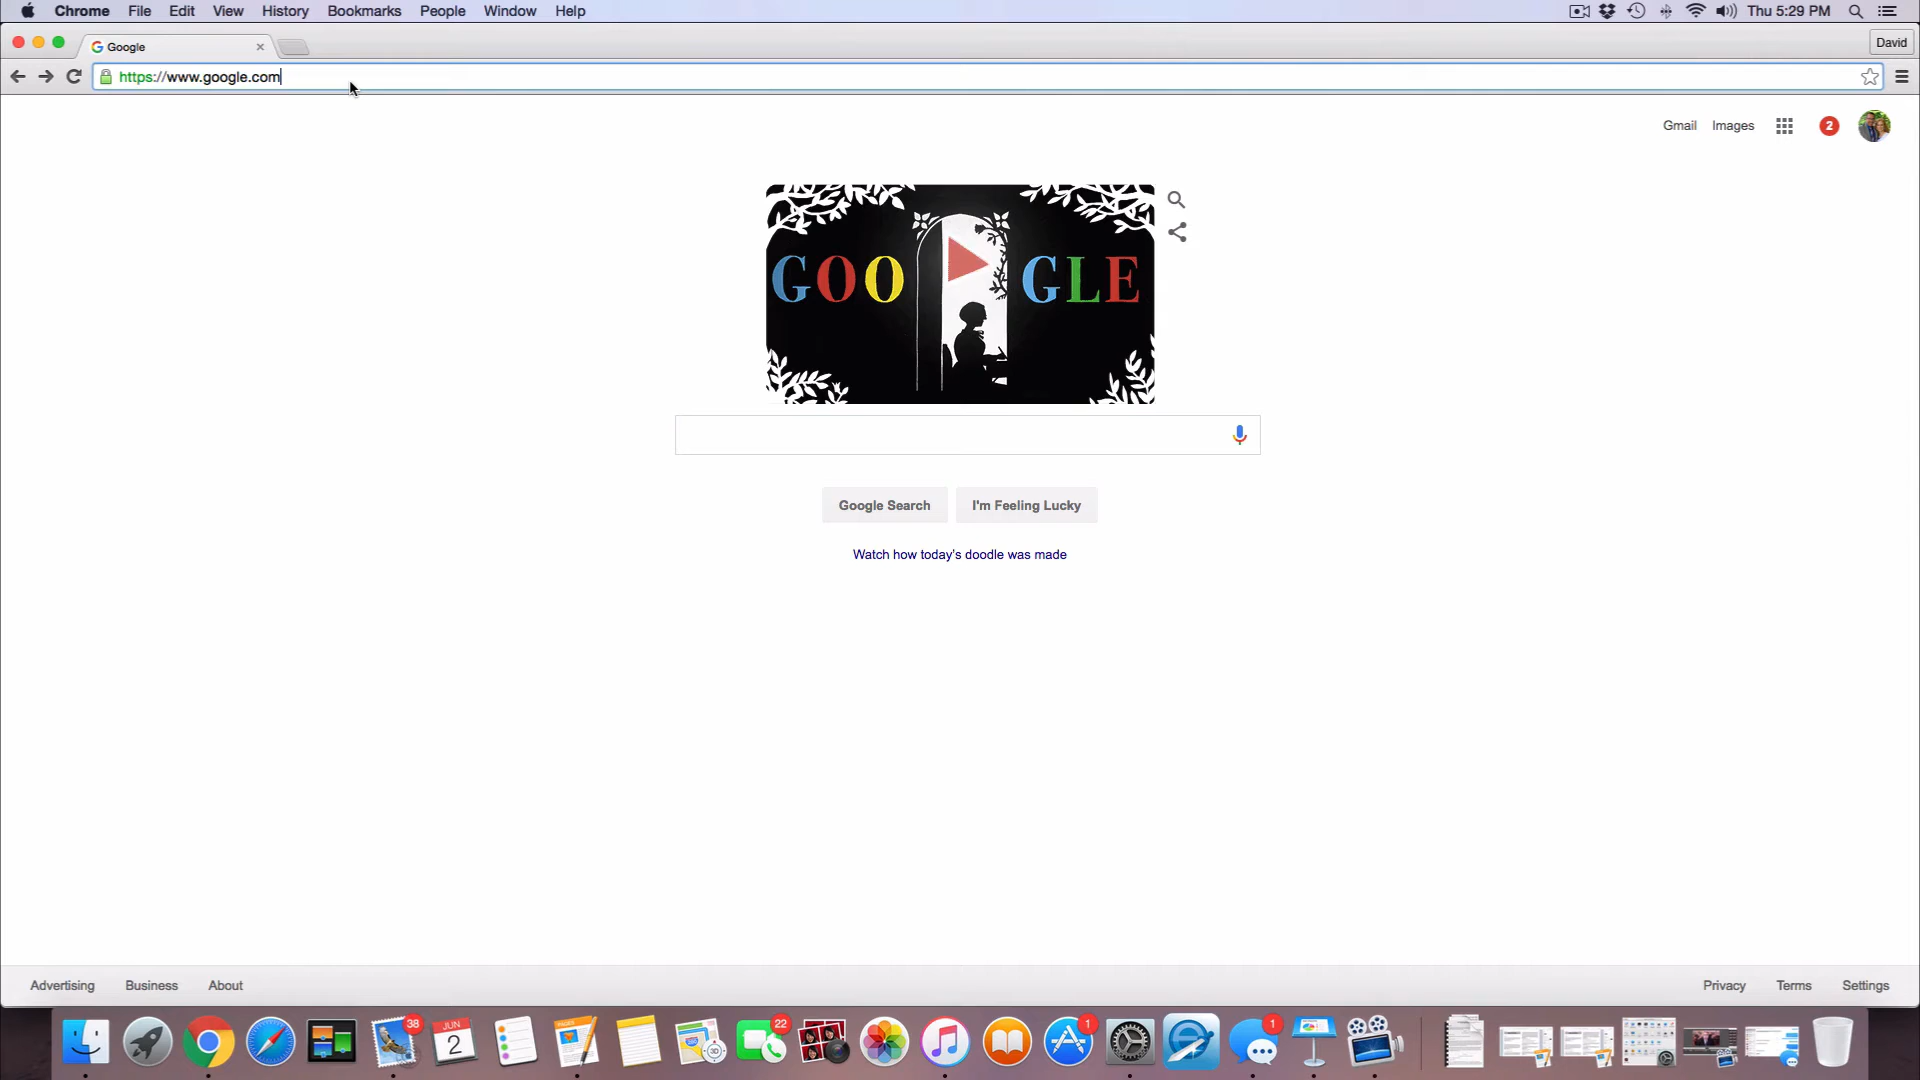 Chrome File Edit View History Bookmarks People Window Help Thu 5:29 PM
Google David
https://www.google.com
Gmail Images 2
GOO GLE
Google Search I'm Feeling Lucky
Watch how today's doodle was made
Advertising Business About Privacy Terms Settings
38 JUN 2 PAGES 3D 22 1 1